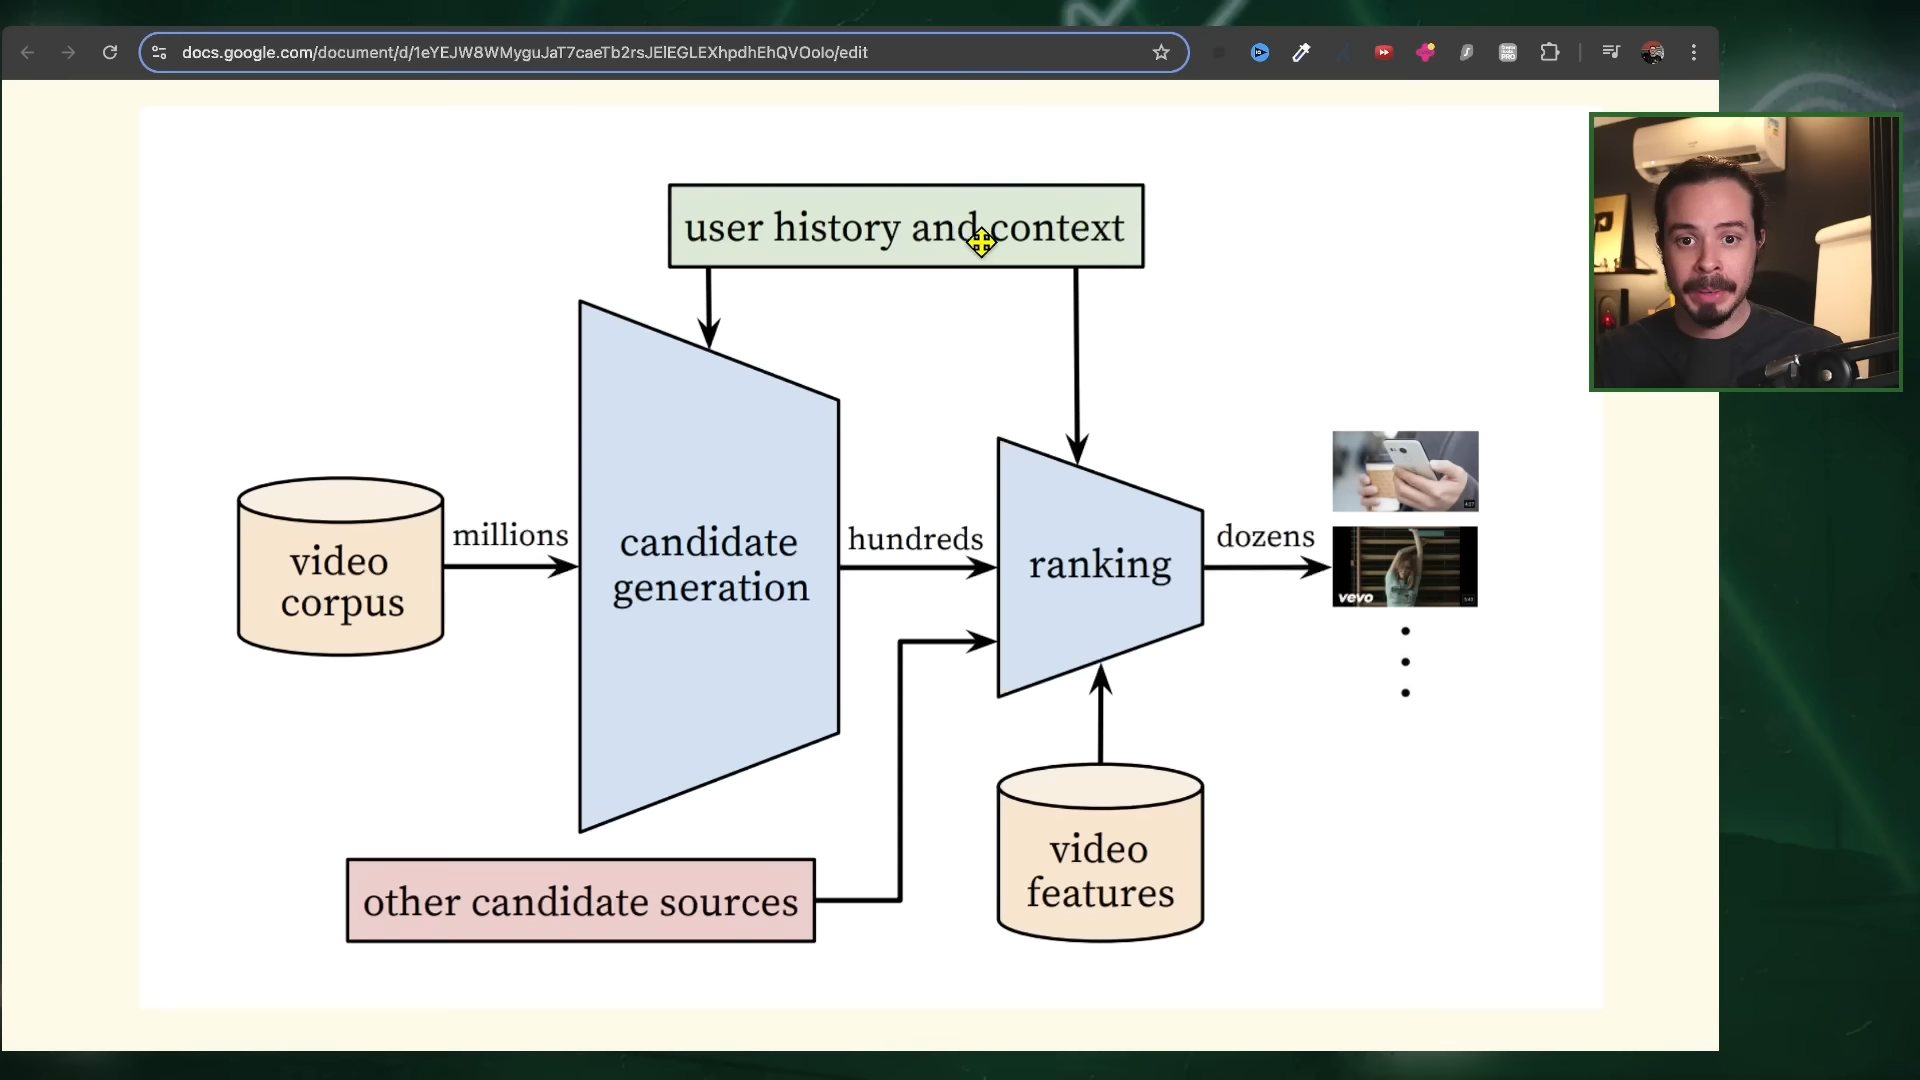 docs.google.com/document/d/1eYEJW8WMyguJaT7caeTb2rsJEIEGLEXhpdhEhQVOoIo/edit
user history and context
video
corpus
millions
candidate
generation
hundreds
ranking
dozens
vevo
other candidate sources
video
features